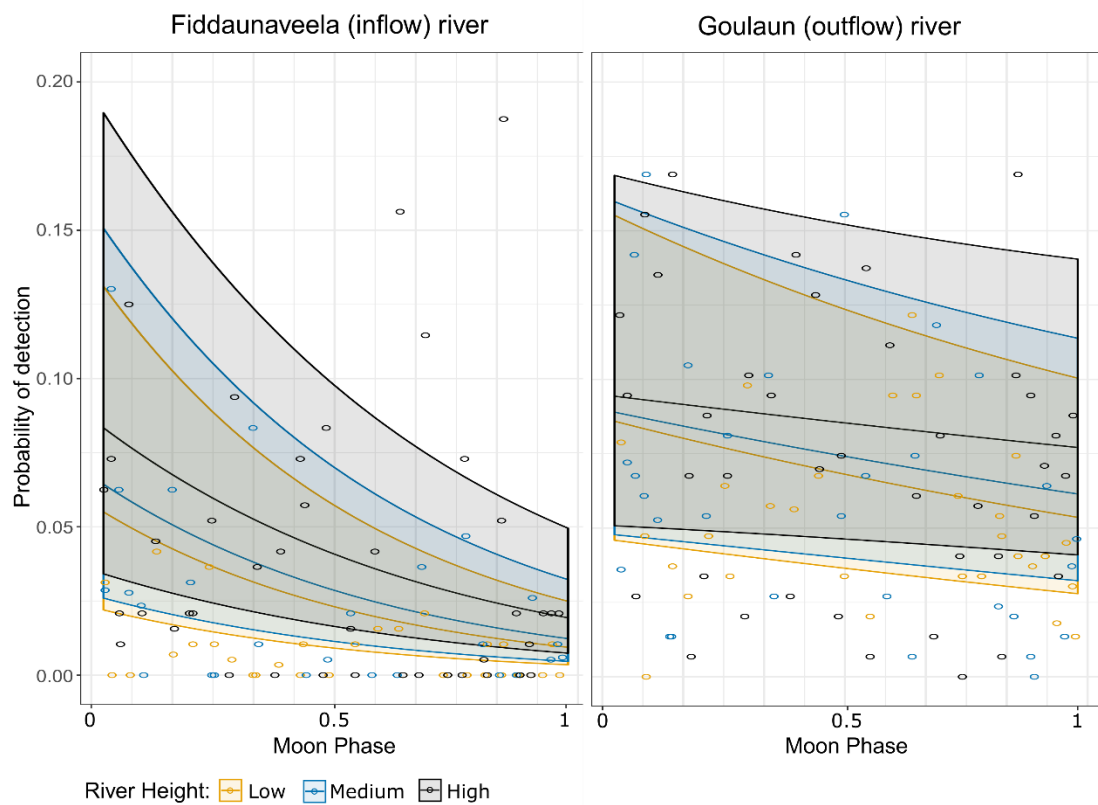 Fiddaunaveela (inflow) river
Goulaun (outflow) river
Probability of detection
0.20
0.15
0.10
0.05
0.00
0
0.5
1
0
0.5
1
Moon Phase
Moon Phase
River Height: Low Medium High